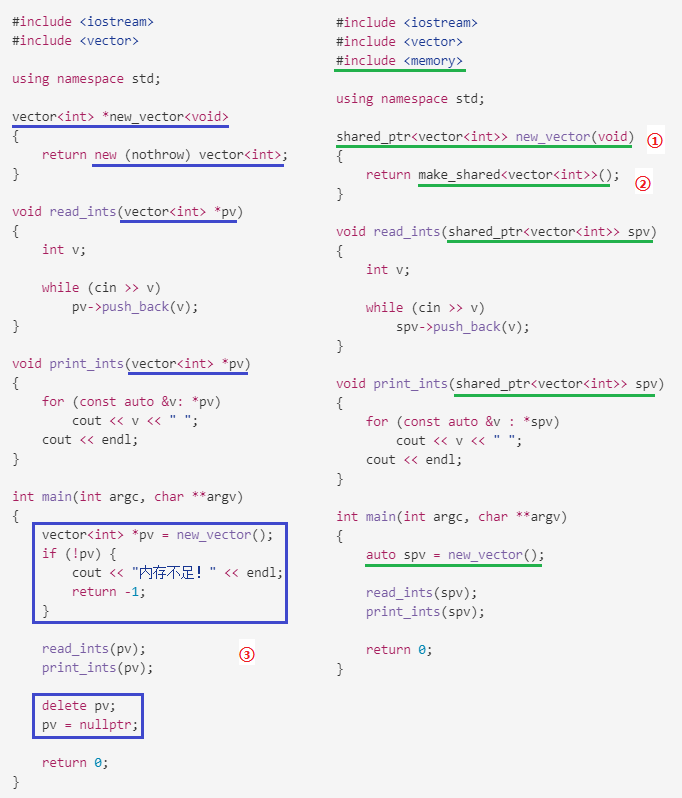 #include <iostream>
#include <vector>
using namespace std;
vector<int> *new_vector<void>
{
return new (nothrow) vector<int>;
}
void read_ints(vector<int> *pv)
{
int v;
while (cin >> v)
pv->push_back(v);
}
void print_ints(vector<int> *pv)
{
for (const auto &v: *pv)
cout << v << " ";
cout << endl;
}
int main(int argc, char **argv)
{
vector<int> *pv = new_vector();
if (!pv) {
cout << "内存不足！" << endl;
return -1;
}
read_ints(pv);
print_ints(pv);
③
delete pv;
pv = nullptr;
return 0;
}
#include <iostream>
#include <vector>
#include <memory>
using namespace std;
shared_ptr<vector<int>> new_vector(void) ①
{
return make_shared<vector<int>>(); ②
}
void read_ints(shared_ptr<vector<int>> spv)
{
int v;
while (cin >> v)
spv->push_back(v);
}
void print_ints(shared_ptr<vector<int>> spv)
{
for (const auto &v : *spv)
cout << v << " ";
cout << endl;
}
int main(int argc, char **argv)
{
auto spv = new_vector();
read_ints(spv);
print_ints(spv);
return 0;
}